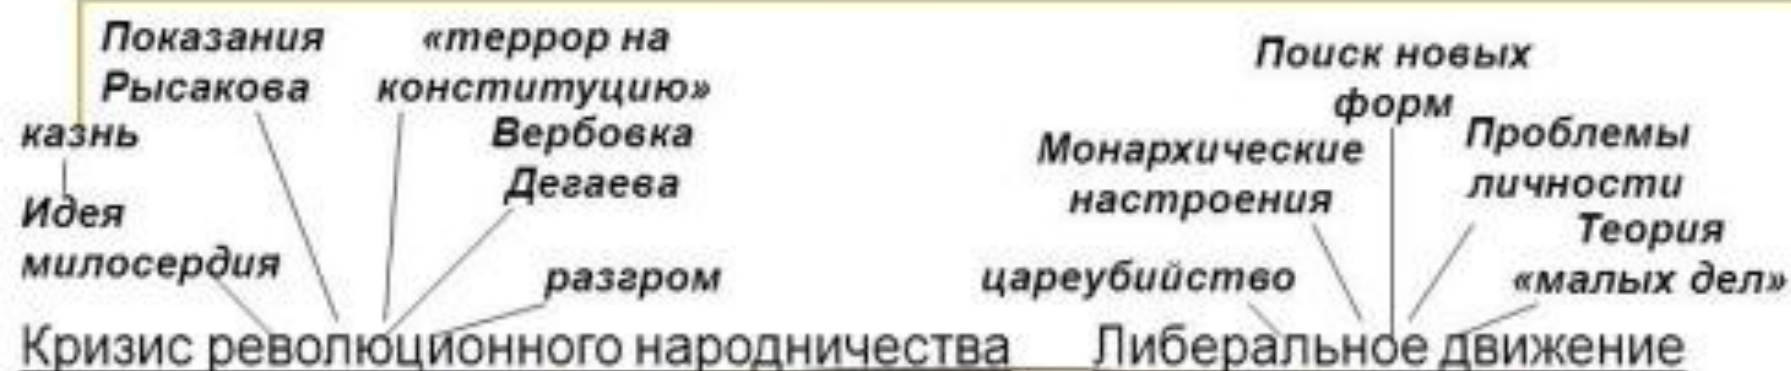 Показания
Рысакова
«террор на
конституцию»
казнь
Вербовка
Дегаева
Идея
милосердия
разгром
Кризис революционного народничества
Поиск новых
форм
Монархические
настроения
Проблемы
личности
Теория
«малых дел»
цареубийство
Либеральное движение